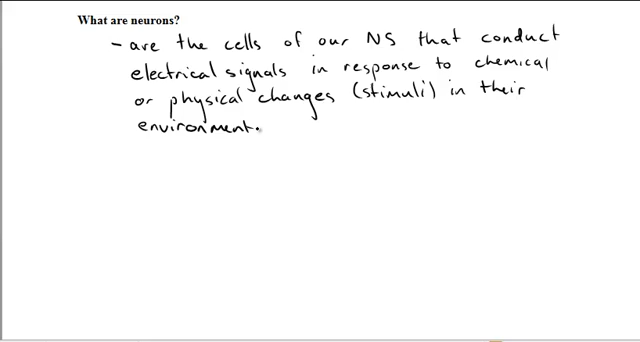 What are neurons?
- are the cells of our NS that conduct
electrical signals in response to chemical
or physical changes (stimuli) in their
environment.